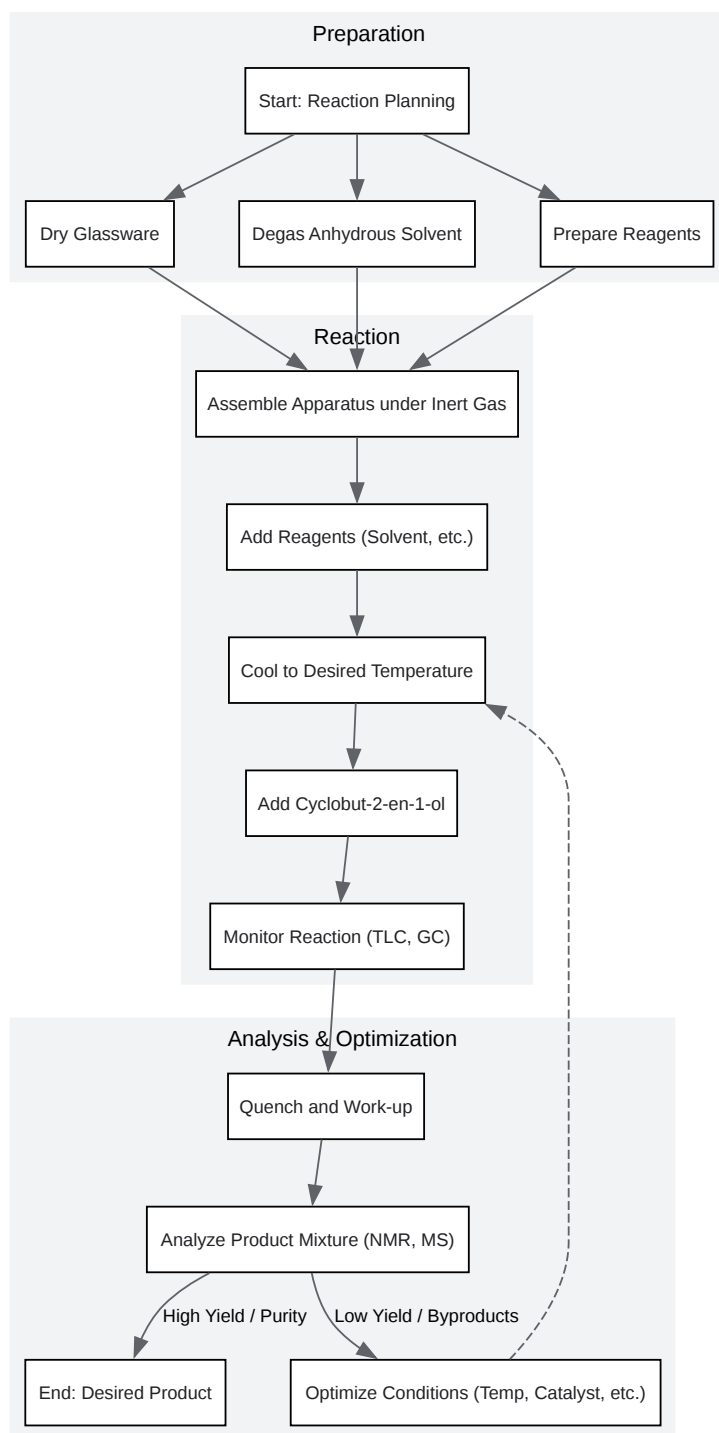 Preparation
Start: Reaction Planning
Dry Glassware
Degas Anhydrous Solvent
Prepare Reagents
Reaction
Assemble Apparatus under Inert Gas
Add Reagents (Solvent, etc.)
Cool to Desired Temperature
Add Cyclobut-2-en-1-ol
Monitor Reaction (TLC, GC)
Analysis & Optimization
Quench and Work-up
Analyze Product Mixture (NMR, MS)
High Yield / Purity
Low Yield / Byproducts
End: Desired Product
Optimize Conditions (Temp, Catalyst, etc.)